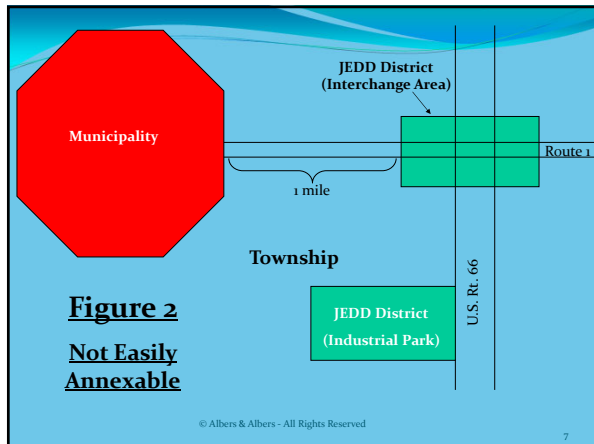 JEDD District
(Interchange Area)
Municipality
Route 1
1 mile
Township
U.S. Rt. 66
Figure 2
Not Easily
Annexable
JEDD District
(Industrial Park)
© Albers & Albers - All Rights Reserved
7